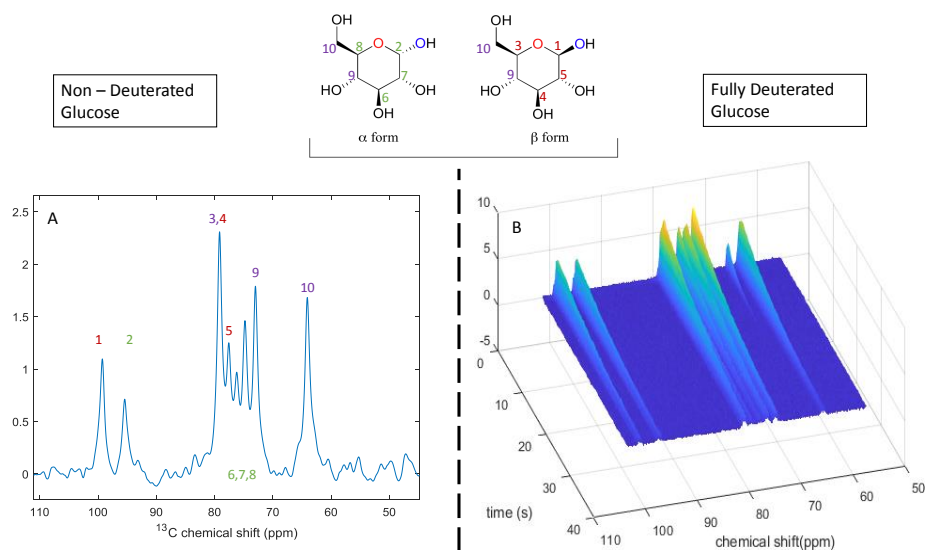 Non – Deuterated
Glucose
OH
10
8
O
2
OH
9
7
HO
6
OH
OH
α form
OH
10
3
O
1
OH
9
5
HO
4
OH
OH
β form
Fully Deuterated
Glucose
A
2.5
2
1.5
1
0.5
0
3,4
9
10
5
1
2
6,7,8
110
100
90
80
70
60
50
13C chemical shift (ppm)
B
10
5
0
-5
0
10
20
30
40
time (s)
110
100
90
80
70
60
50
chemical shift(ppm)